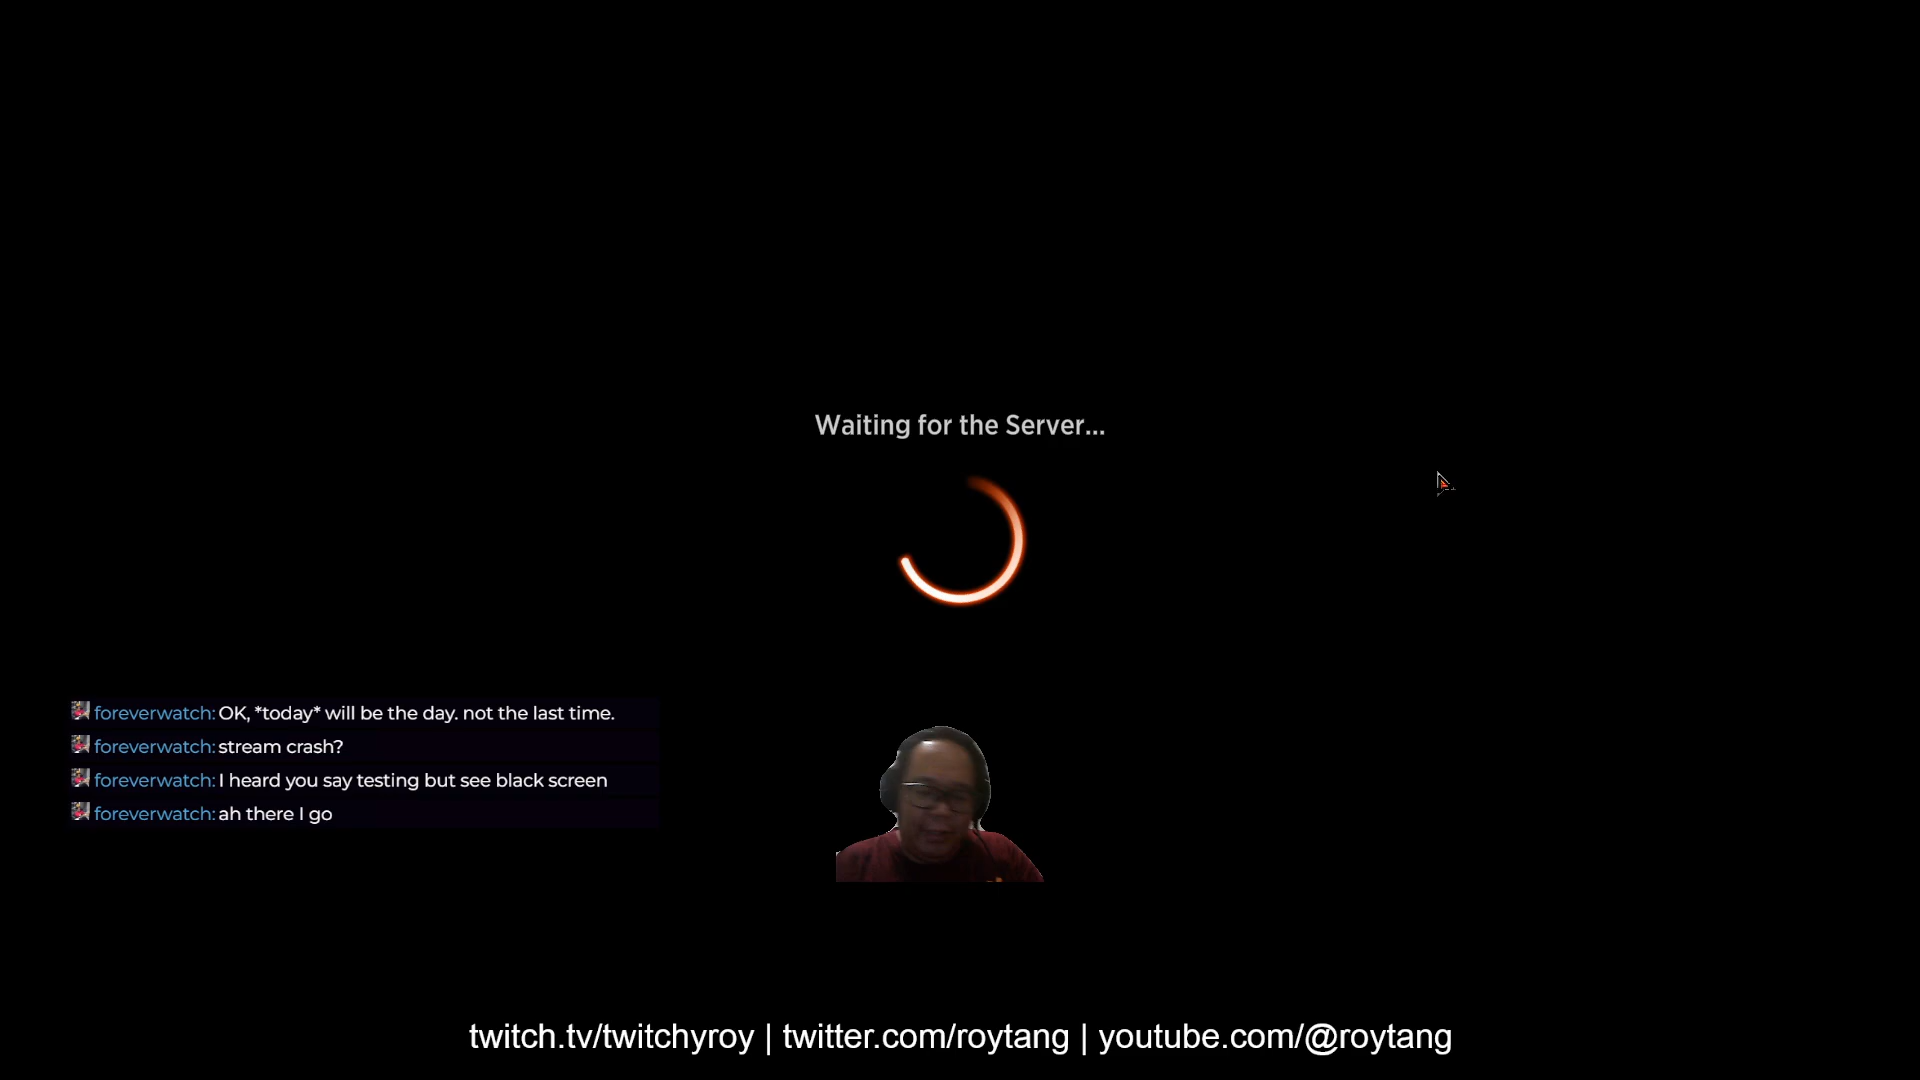 Waiting for the Server...
foreverwatch: OK, *today* will be the day. not the last time.
foreverwatch: stream crash?
foreverwatch: I heard you say testing but see black screen
foreverwatch: ah there I go
twitch.tv/twitchyroy | twitter.com/roytang | youtube.com/@roytang